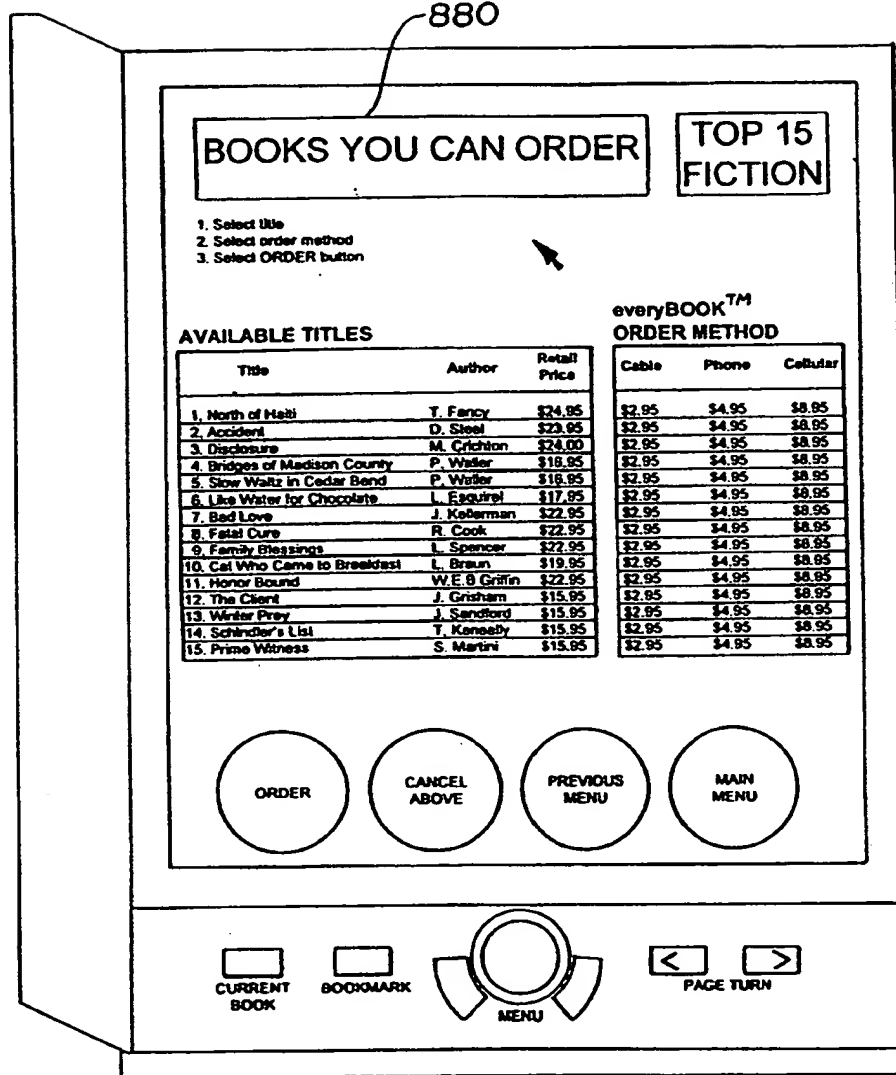 880
BOOKS YOU CAN ORDER
TOP 15
FICTION
1. Select title
2. Select order method
3. Select ORDER button
AVAILABLE TITLES
everyBOOK™
ORDER METHOD
Title Author Retail Price Cable Phone Cellular
1. North of Haiti T. Fancy $24.95 $2.95 $4.95 $8.95
2. Accident D. Steel $23.95 $2.95 $4.95 $8.95
3. Disclosure M. Crichton $24.00 $2.95 $4.95 $8.95
4. Bridges of Madison County P. Waller $16.95 $2.95 $4.95 $8.95
5. Slow Waltz in Cedar Bend P. Waller $16.95 $2.95 $4.95 $8.95
6. Like Water for Chocolate L. Esquirel $17.95 $2.95 $4.95 $8.95
7. Bad Love J. Kellerman $22.95 $2.95 $4.95 $8.95
8. Fatal Cure R. Cook $22.95 $2.95 $4.95 $8.95
9. Family Blessings L. Spencer $22.95 $2.95 $4.95 $8.95
10. Cat Who Came to Breakfast L. Braun $19.95 $2.95 $4.95 $8.95
11. Honor Bound W.E.B Griffin $22.95 $2.95 $4.95 $8.95
12. The Client J. Grisham $15.95 $2.95 $4.95 $8.95
13. Winter Prey J. Sandford $15.95 $2.95 $4.95 $8.95
14. Schindler's List T. Keneally $15.95 $2.95 $4.95 $8.95
15. Prime Witness S. Martini $15.95 $2.95 $4.95 $8.95
ORDER
CANCEL
ABOVE
PREVIOUS
MENU
MAIN
MENU
< >
CURRENT
BOOK
BOOKMARK
MENU
PAGE TURN